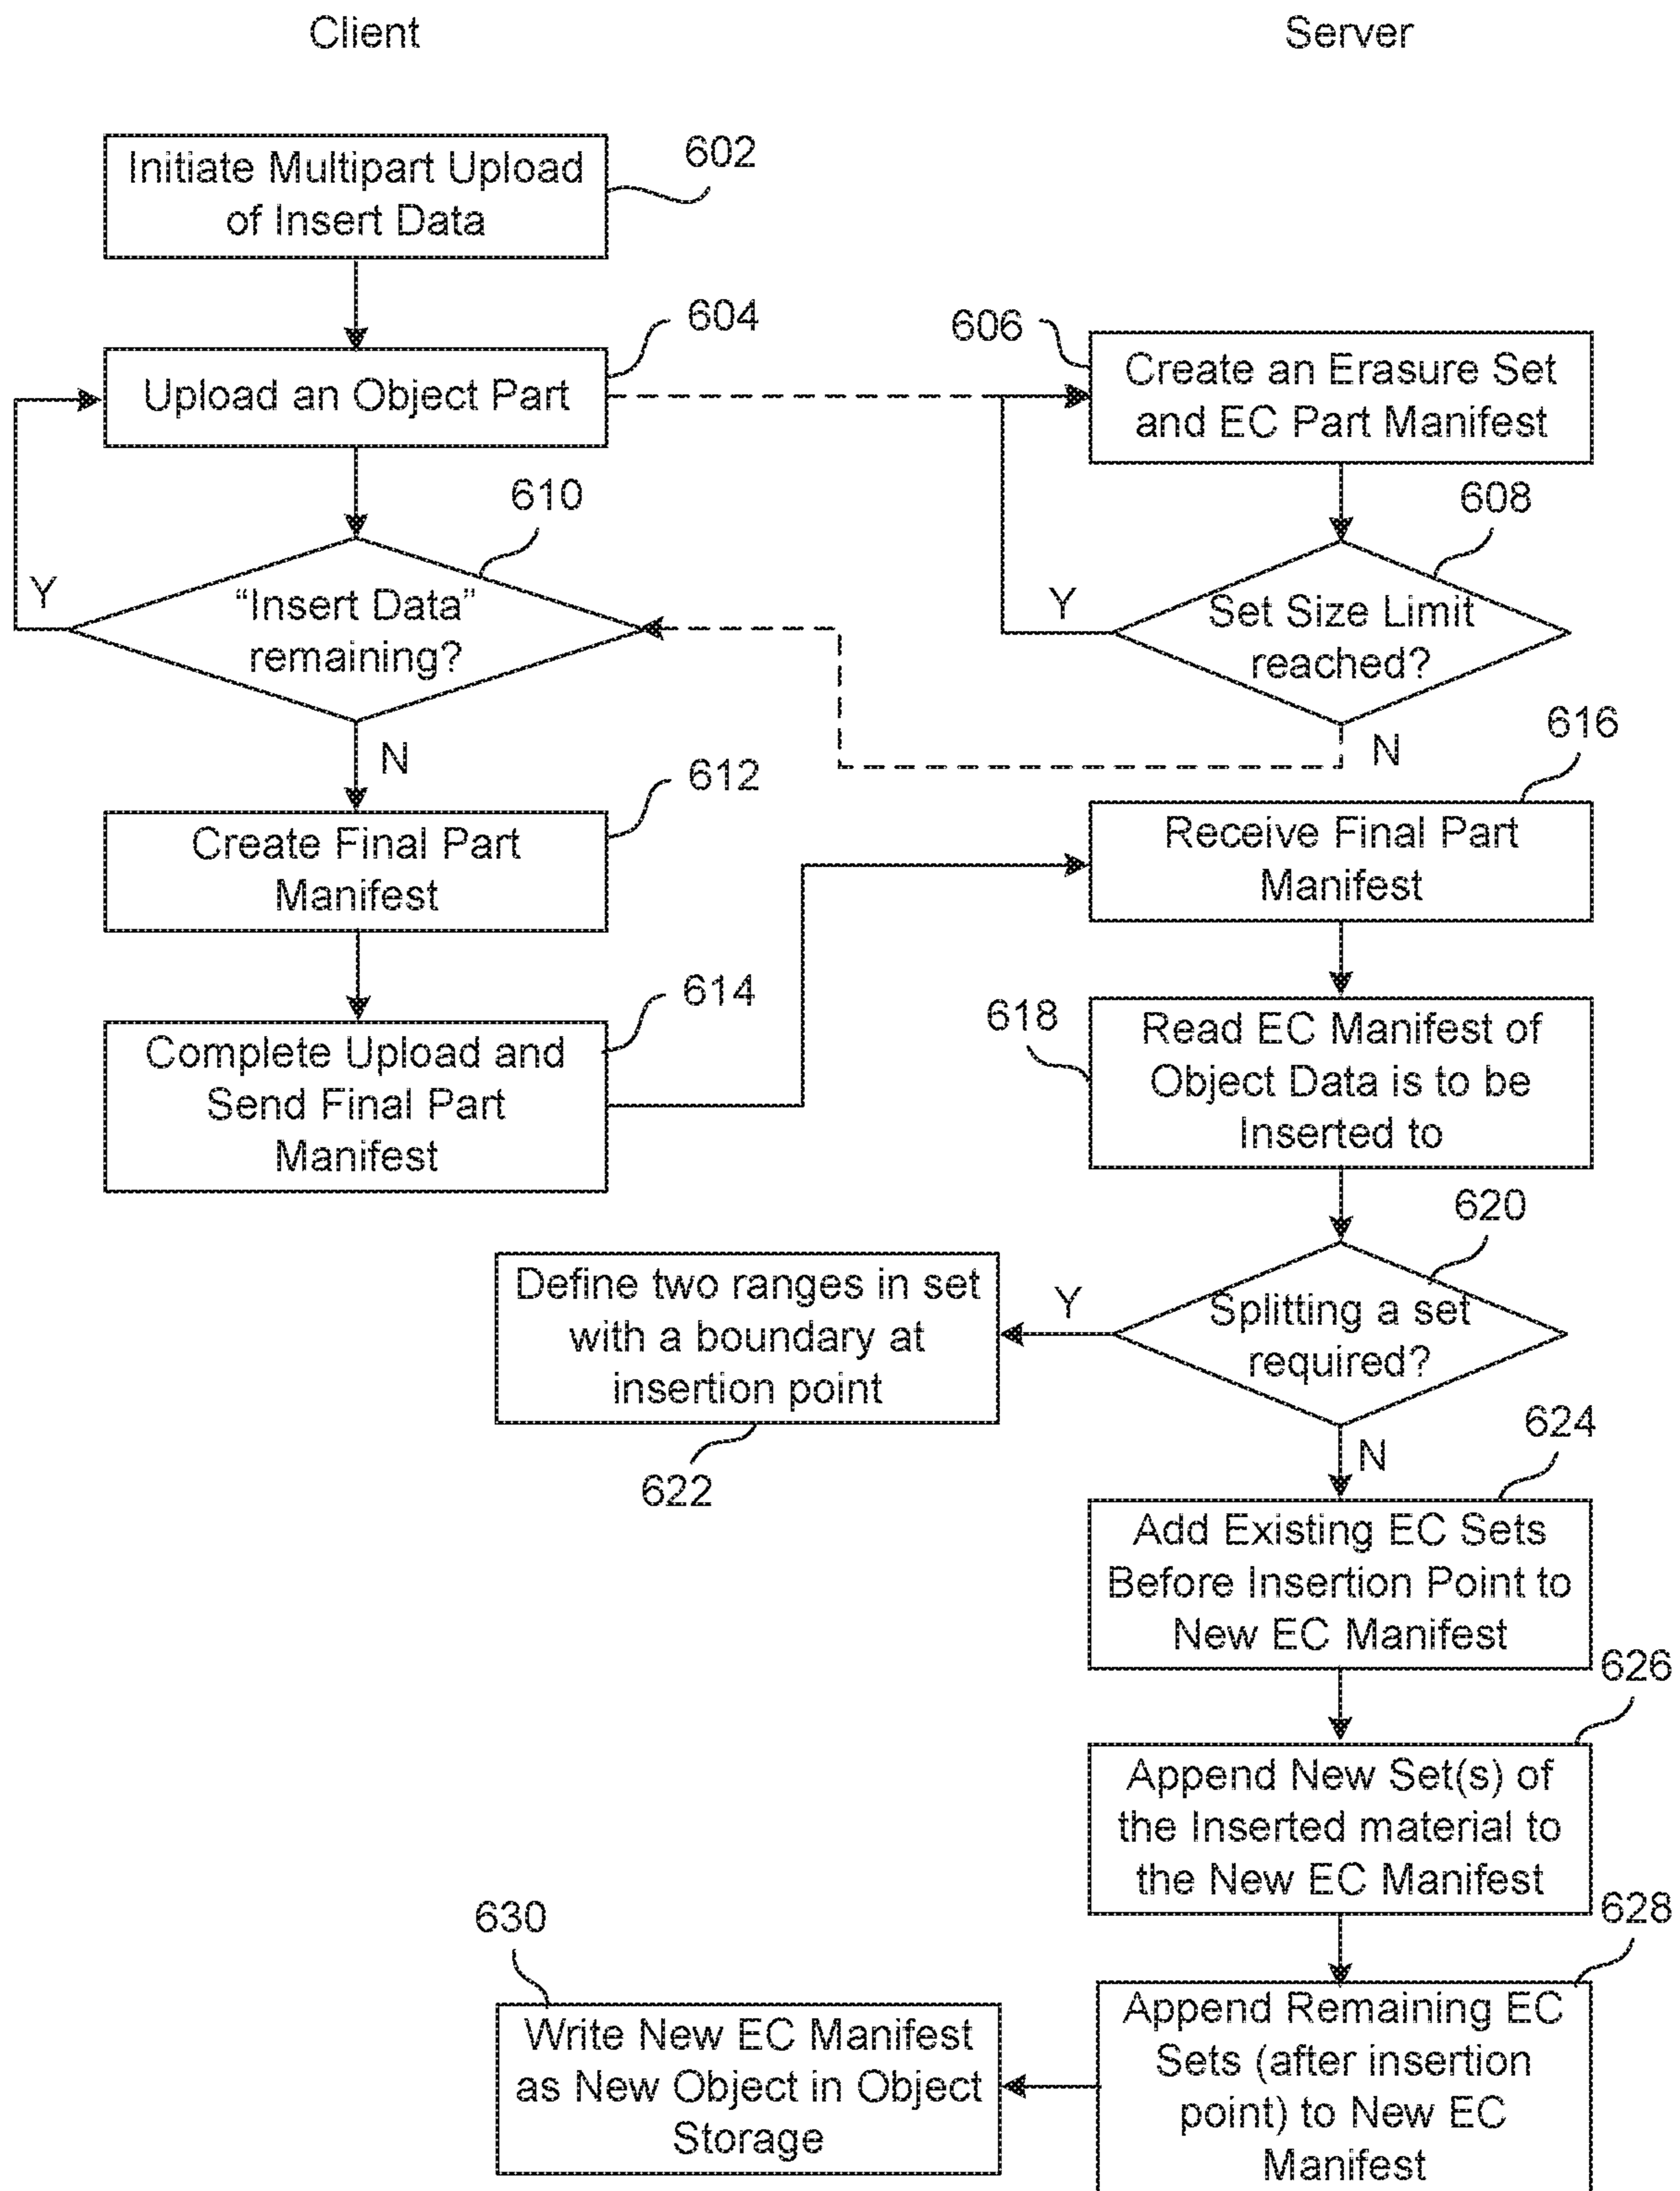 Client
Server
Initiate Multipart Upload
of Insert Data
602
Upload an Object Part
604
606
Create an Erasure Set
and EC Part Manifest
610
608
Y
“Insert Data”
remaining?
Y
Set Size Limit
reached?
N
N
612
616
Create Final Part
Manifest
Receive Final Part
Manifest
614
618
Complete Upload and
Send Final Part
Manifest
Read EC Manifest of
Object Data is to be
Inserted to
620
Define two ranges in set
with a boundary at
insertion point
Y
Splitting a set
required?
622
N
624
Add Existing EC Sets
Before Insertion Point to
New EC Manifest
626
Append New Set(s) of
the Inserted material to
the New EC Manifest
628
630
Write New EC Manifest
as New Object in Object
Storage
Append Remaining EC
Sets (after insertion
point) to New EC
Manifest